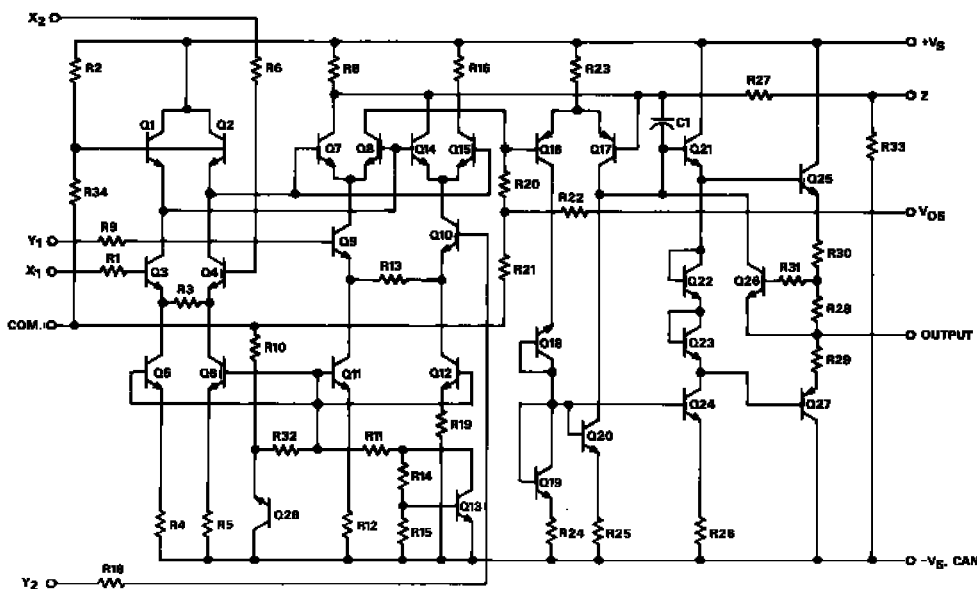 X2
+VS
R2
R6
R8
R16
R23
R27
Z
C1
Q1
Q2
Q7
Q8
Q14
Q15
Q16
Q17
Q21
R33
R34
R20
Q25
R22
VOS
Y1
R9
Q9
Q10
R21
R30
X1
R1
Q3
Q4
R13
Q22
Q26
R31
R3
R28
COM.
OUTPUT
R10
Q18
Q23
R29
Q5
Q6
Q11
Q12
Q24
Q27
R19
Q20
R32
R11
R14
Q13
Q19
Q28
R4
R5
R12
R15
R24
R25
R26
-VS. CAN
Y2
R18